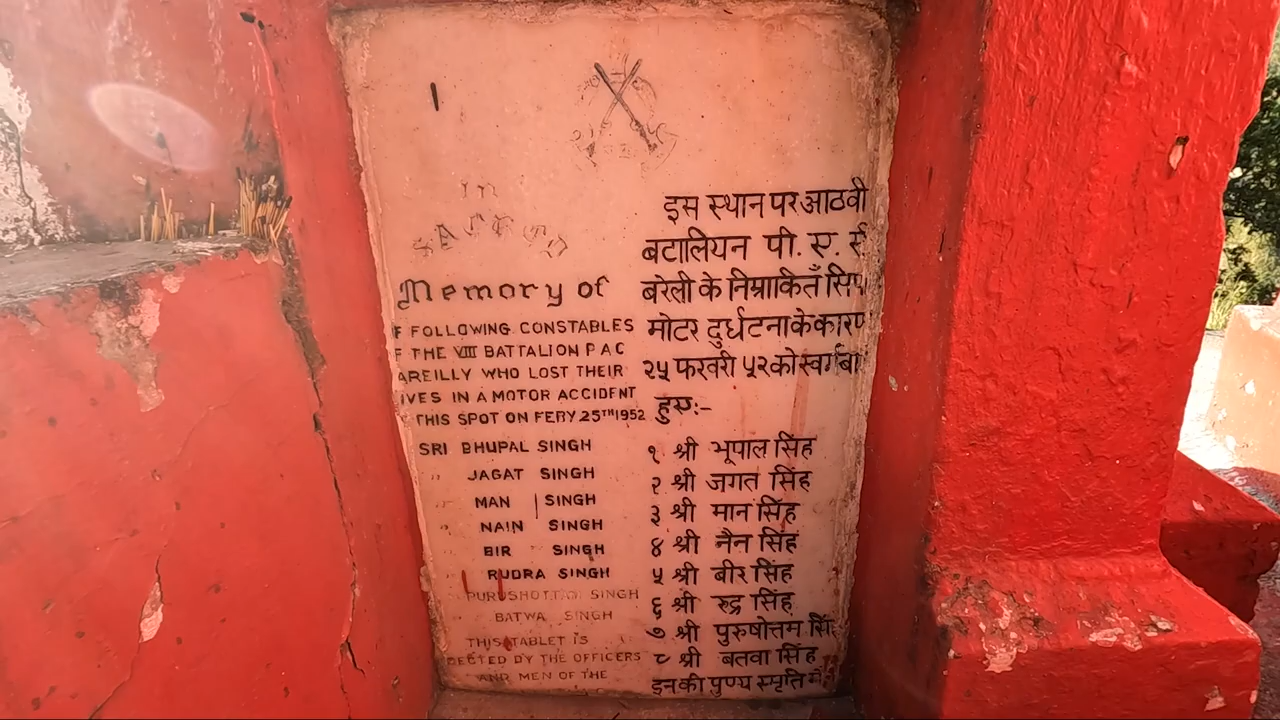 In
SACRED
Memory of
F FOLLOWING CONSTABLES
F THE VIII BATTALION P A C
AREILLY WHO LOST THEIR
IVES IN A MOTOR ACCIDENT
THIS SPOT ON FERY 25TH 1952
SRI BHUPAL SINGH
" JAGAT SINGH
" MAN SINGH
" NAIN SINGH
" BIR SINGH
" RUDRA SINGH
" PURUSHOTTAM SINGH
" BATWA SINGH
THIS TABLET IS
ECTED BY THE OFFICERS
AND MEN OF THE
इस स्थान पर आठवी
बटालियन पी. ए. सी
बरेली के निम्नाकितँ सिप
मोटर दुर्घटना के कारण
२५ फरवरी ५२ को स्वर्गबा
हुए:-
१ श्री भूपाल सिंह
२ श्री जगत सिंह
३ श्री मान सिंह
४ श्री नैन सिंह
५ श्री बीर सिंह
६ श्री रुद्र सिंह
७ श्री पुरुषोत्तम सिंह
८ श्री बतवा सिंह
इनकी पुण्य स्मृति में